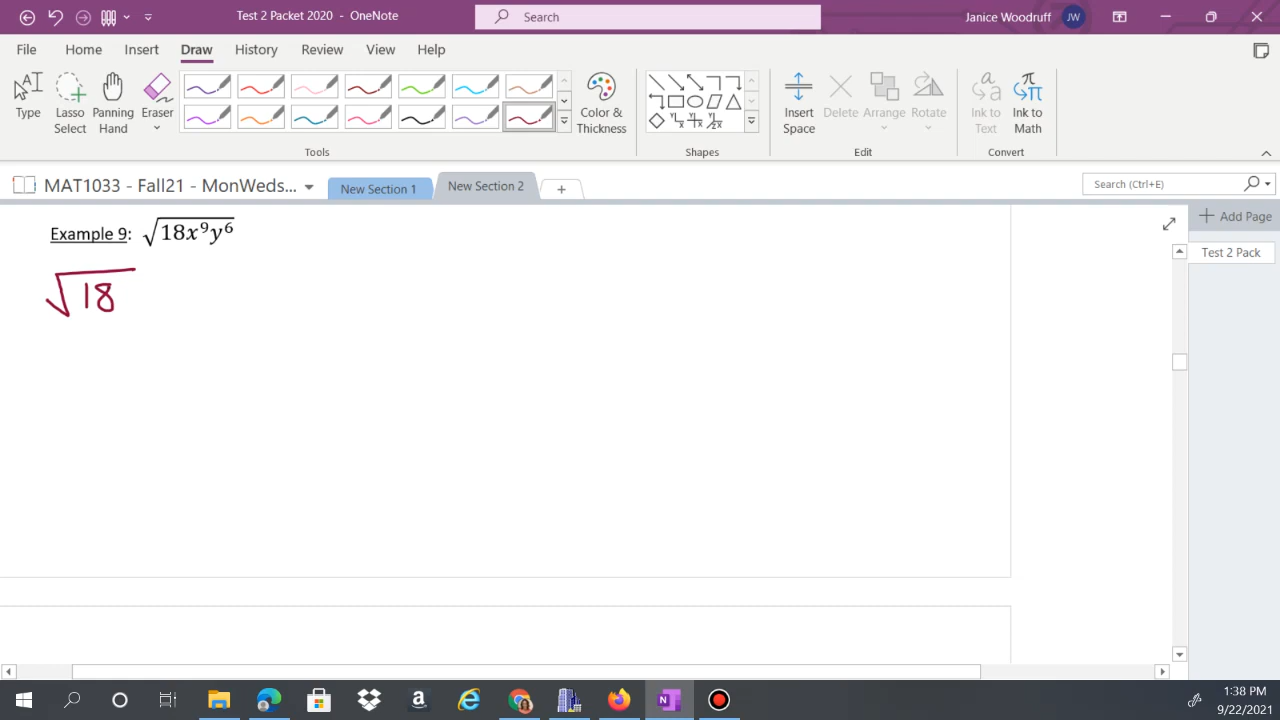 Test 2 Packet 2020 - OneNote
Search
Janice Woodruff JW
File Home Insert Draw History Review View Help
Type
Lasso Select
Panning Hand
Eraser
Color & Thickness
Insert Space
Delete
Arrange
Rotate
Ink to Text
Ink to Math
Tools Shapes Edit Convert
MAT1033 - Fall21 - MonWeds... New Section 1 New Section 2 + Search (Ctrl+E)
Example 9: √18x⁹y⁶
+ Add Page
Test 2 Pack
√18
1:38 PM
9/22/2021